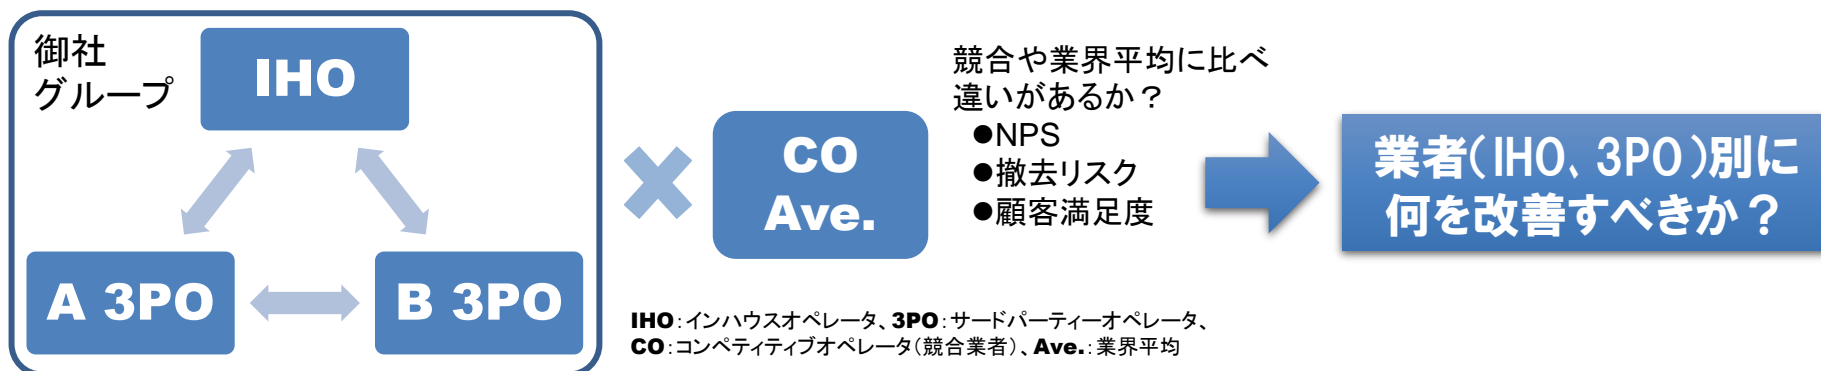 御社
グループ
IHO
A 3PO
B 3PO
CO
Ave.
競合や業界平均に比べ
違いがあるか?
●NPS
●撤去リスク
●顧客満足度
業者(IHO、3PO)別に
何を改善すべきか?
IHO:インハウスオペレータ、3PO:サードパーティーオペレータ、
CO:コンペティティブオペレータ(競合業者)、Ave.:業界平均